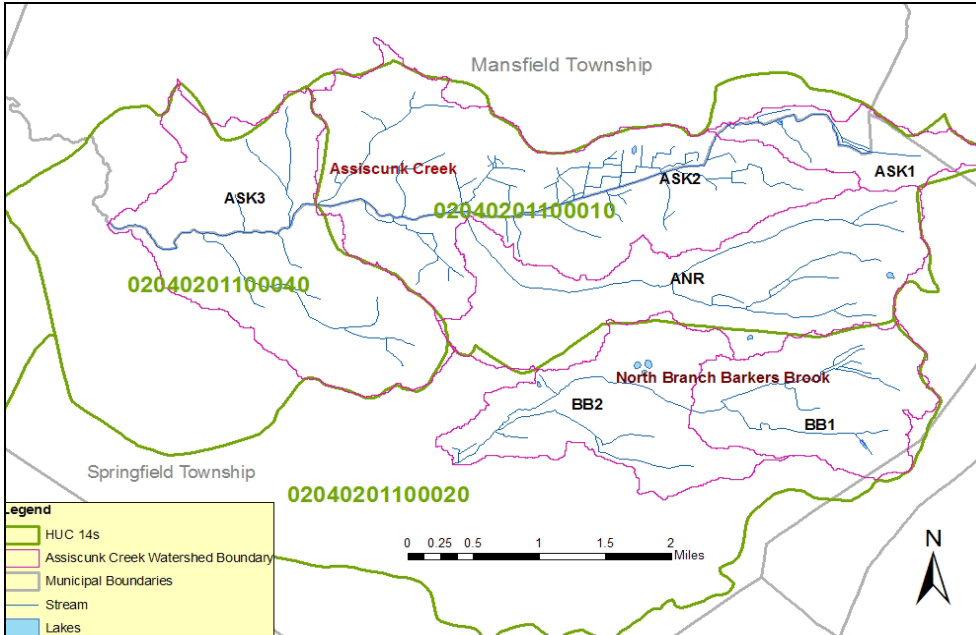 Mansfield Township
Assiscunk Creek
ASK1
ASK2
ASK3
02040201100010
ANR
02040201100040
North Branch Barkers Brook
BB2
BB1
Springfield Township
02040201100020
Legend
HUC 14s
Assiscunk Creek Watershed Boundary
Municipal Boundaries
Stream
Lakes
0 0.25 0.5 1 1.5 2
Miles
N